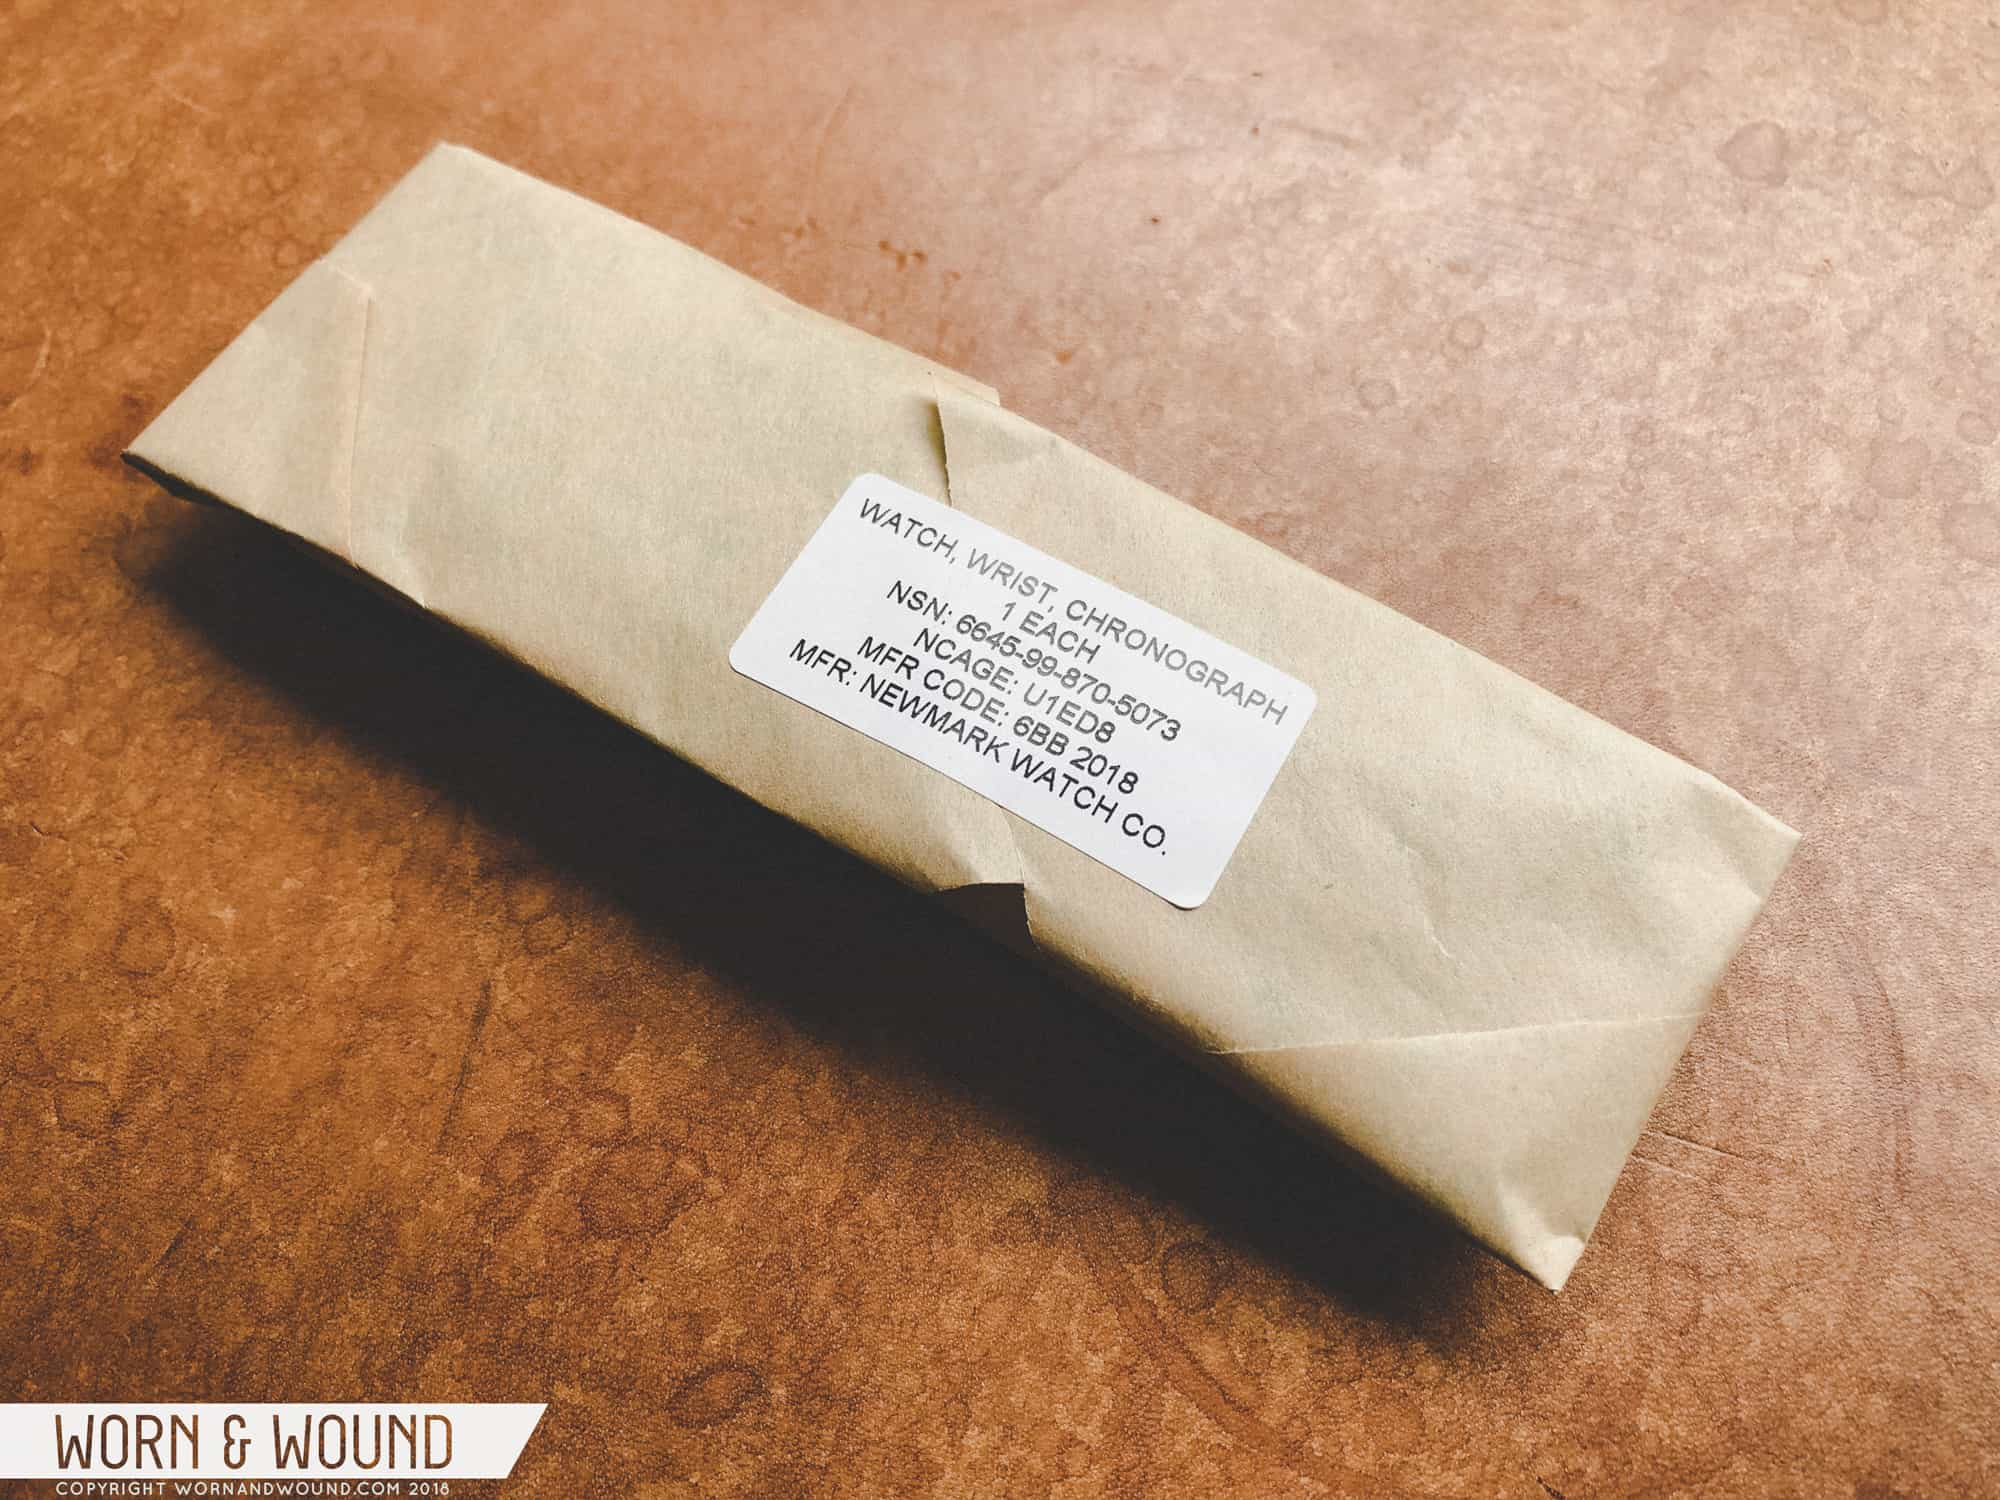 WATCH, WRIST, CHRONOGRAPH
1 EACH
NSN: 6645-99-870-5073
NCAGE: U1ED8
MFR CODE: 6BB 2018
MFR: NEWMARK WATCH CO.
WORN & WOUND
COPYRIGHT WORNANDWOUND.COM 2018